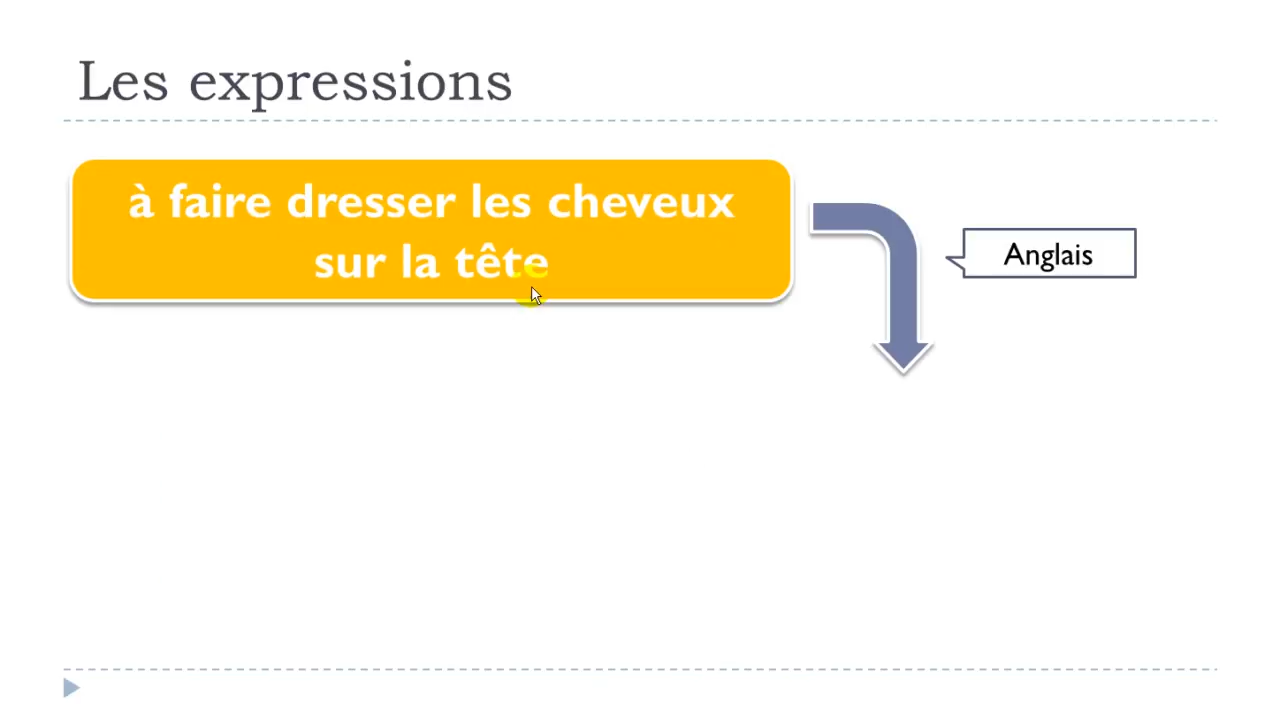 Les expressions
à faire dresser les cheveux
sur la tête
Anglais